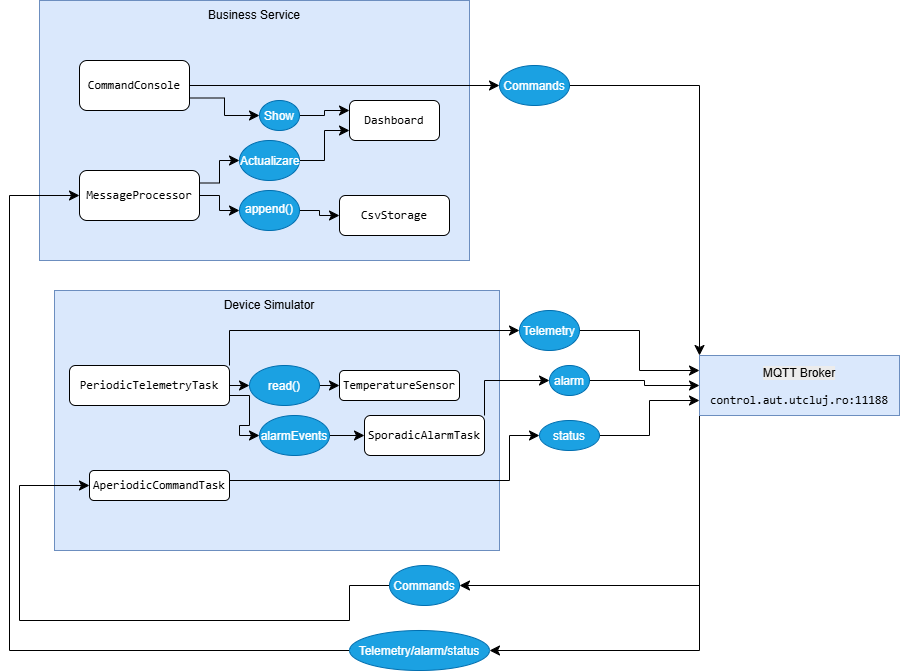 Business Service
CommandConsole
Commands
Show
Dashboard
Actualizare
MessageProcessor
append()
CsvStorage
Device Simulator
Telemetry
PeriodicTelemetryTask
read()
TemperatureSensor
alarm
MQTT Broker
control.aut.utcluj.ro:11188
alarmEvents
SporadicAlarmTask
status
AperiodicCommandTask
Commands
Telemetry/alarm/status